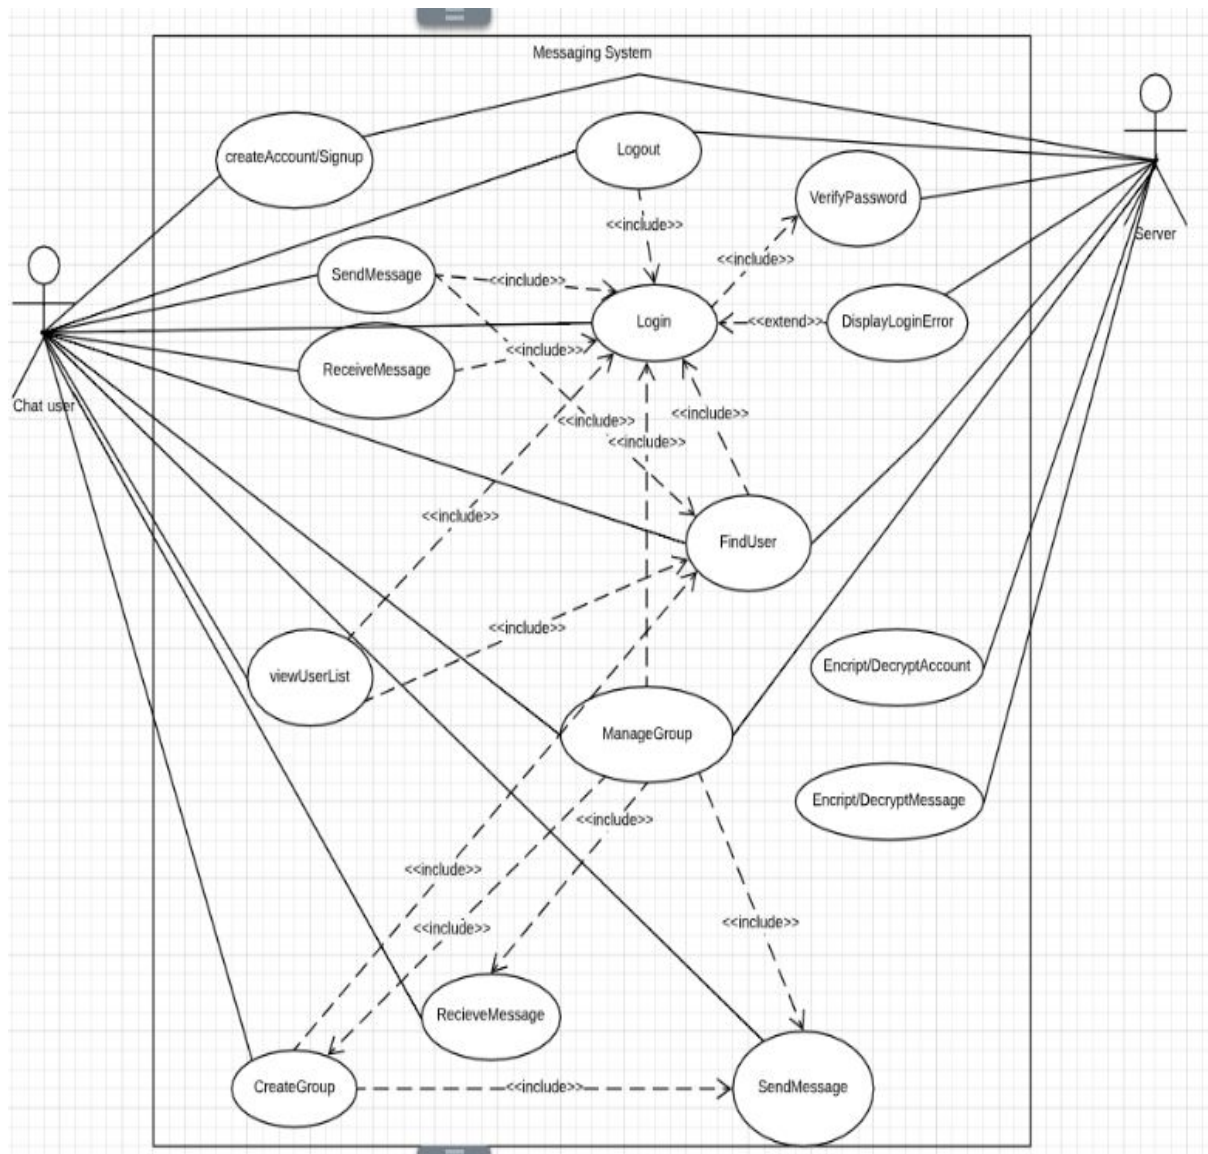 Messaging System
createAccount/Signup
Logout
VerifyPassword
<<include>>
Server
<<include>>
SendMessage
<<include>>
Login
<<extend>>
DisplayLoginError
<<include>>
ReceiveMessage
Chat user
<<include>>
<<include>>
<<include>>
<<include>>
FindUser
<<include>>
Encript/DecryptAccount
viewUserList
ManageGroup
Encript/DecryptMessage
<<include>>
<<include>>
<<include>>
<<include>>
RecieveMessage
CreateGroup
<<include>>
SendMessage